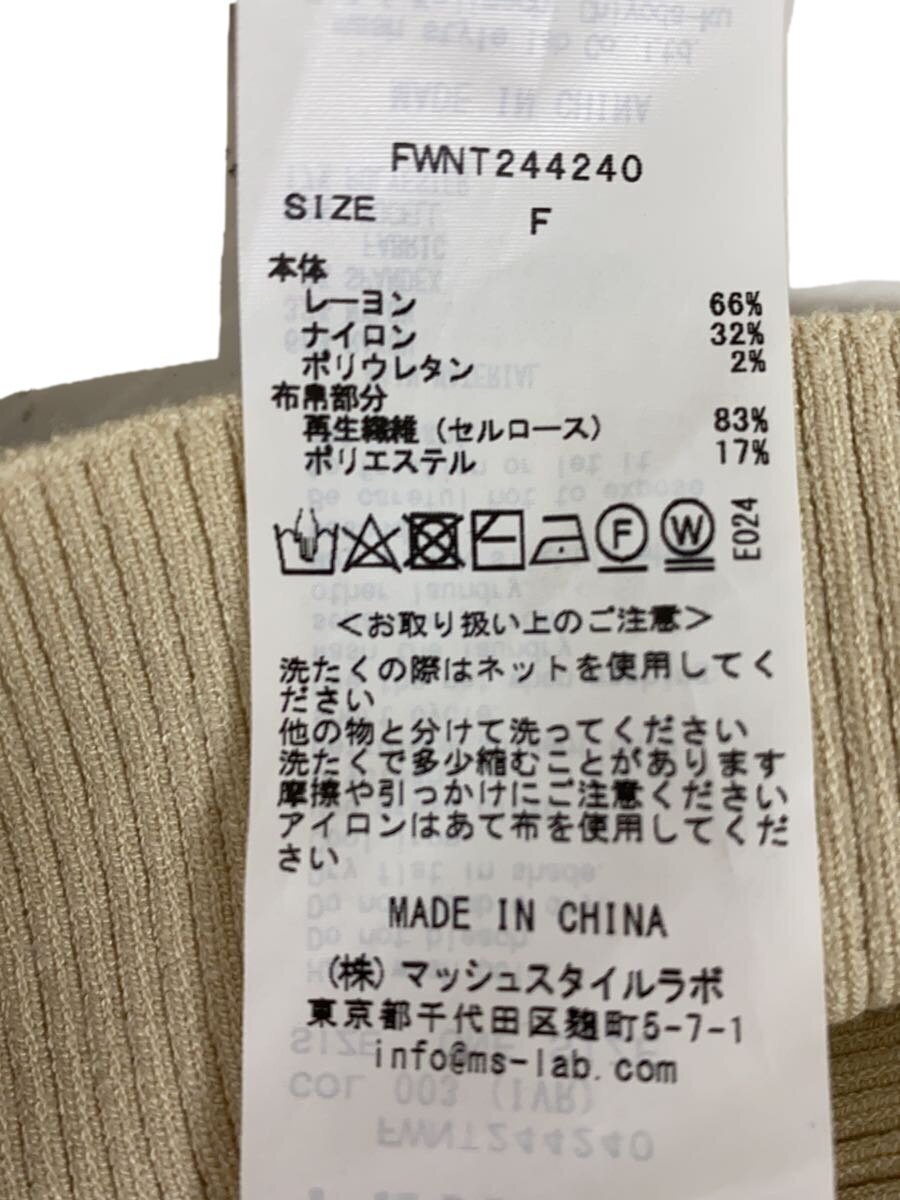 FWNT244240
SIZE F
本体
レーヨン 66%
ナイロン 32%
ポリウレタン 2%
布帛部分
再生繊維(セルロース) 83%
ポリエステル 17%
F W E024
<お取り扱い上のご注意>
洗たくの際はネットを使用してく
ださい
他の物と分けて洗ってください
洗たくで多少縮むことがあります
摩擦や引っかけにご注意ください
アイロンはあて布を使用してくだ
さい
MADE IN CHINA
(株)マッシュスタイルラボ
東京都千代田区麹町5-7-1
info@ms-lab.com